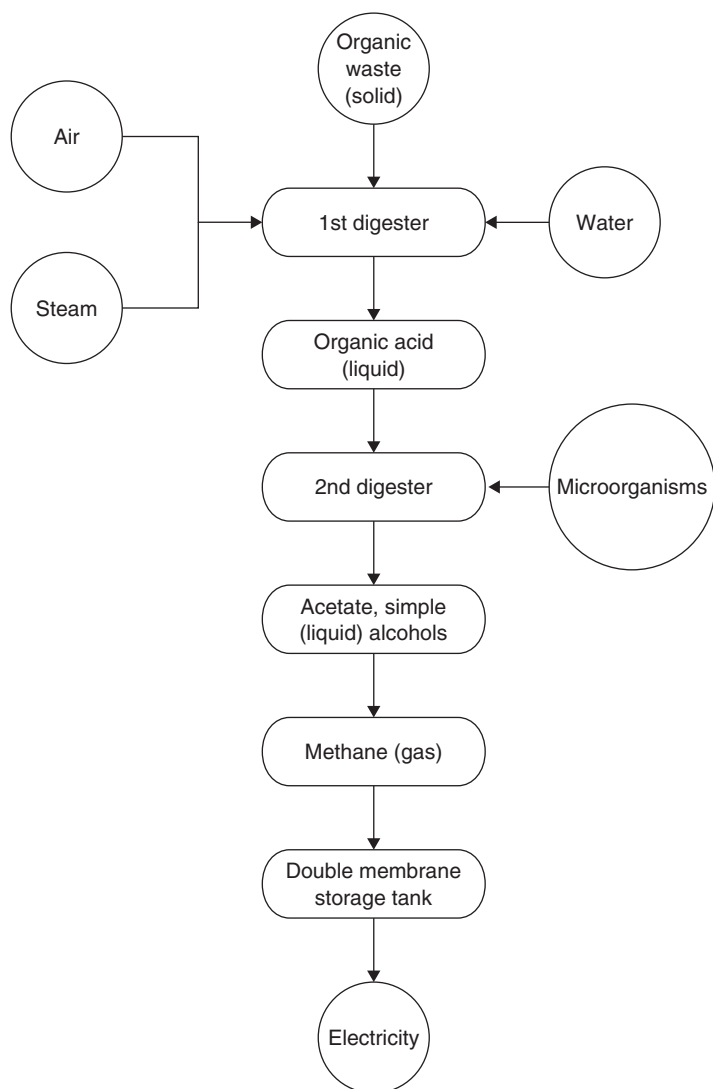 Organic
waste
(solid)
Air
1st digester
Water
Steam
Organic acid
(liquid)
2nd digester
Microorganisms
Acetate, simple
(liquid) alcohols
Methane (gas)
Double membrane
storage tank
Electricity